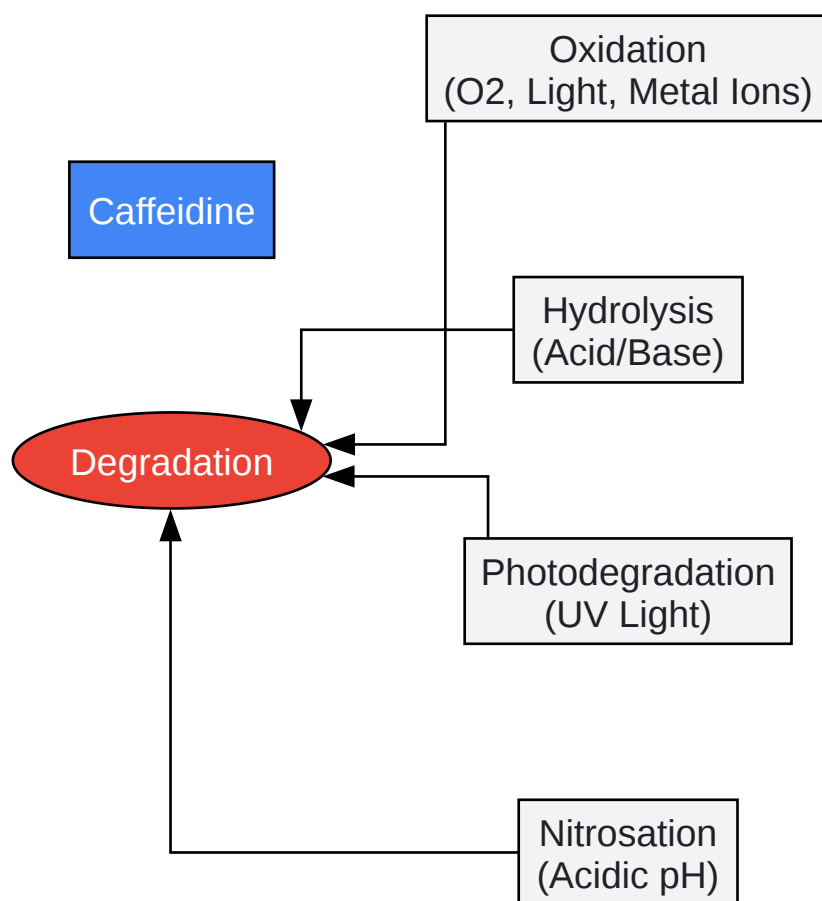 Oxidation
(O2, Light, Metal Ions)
Caffeidine
Hydrolysis
(Acid/Base)
Degradation
Photodegradation
(UV Light)
Nitrosation
(Acidic pH)